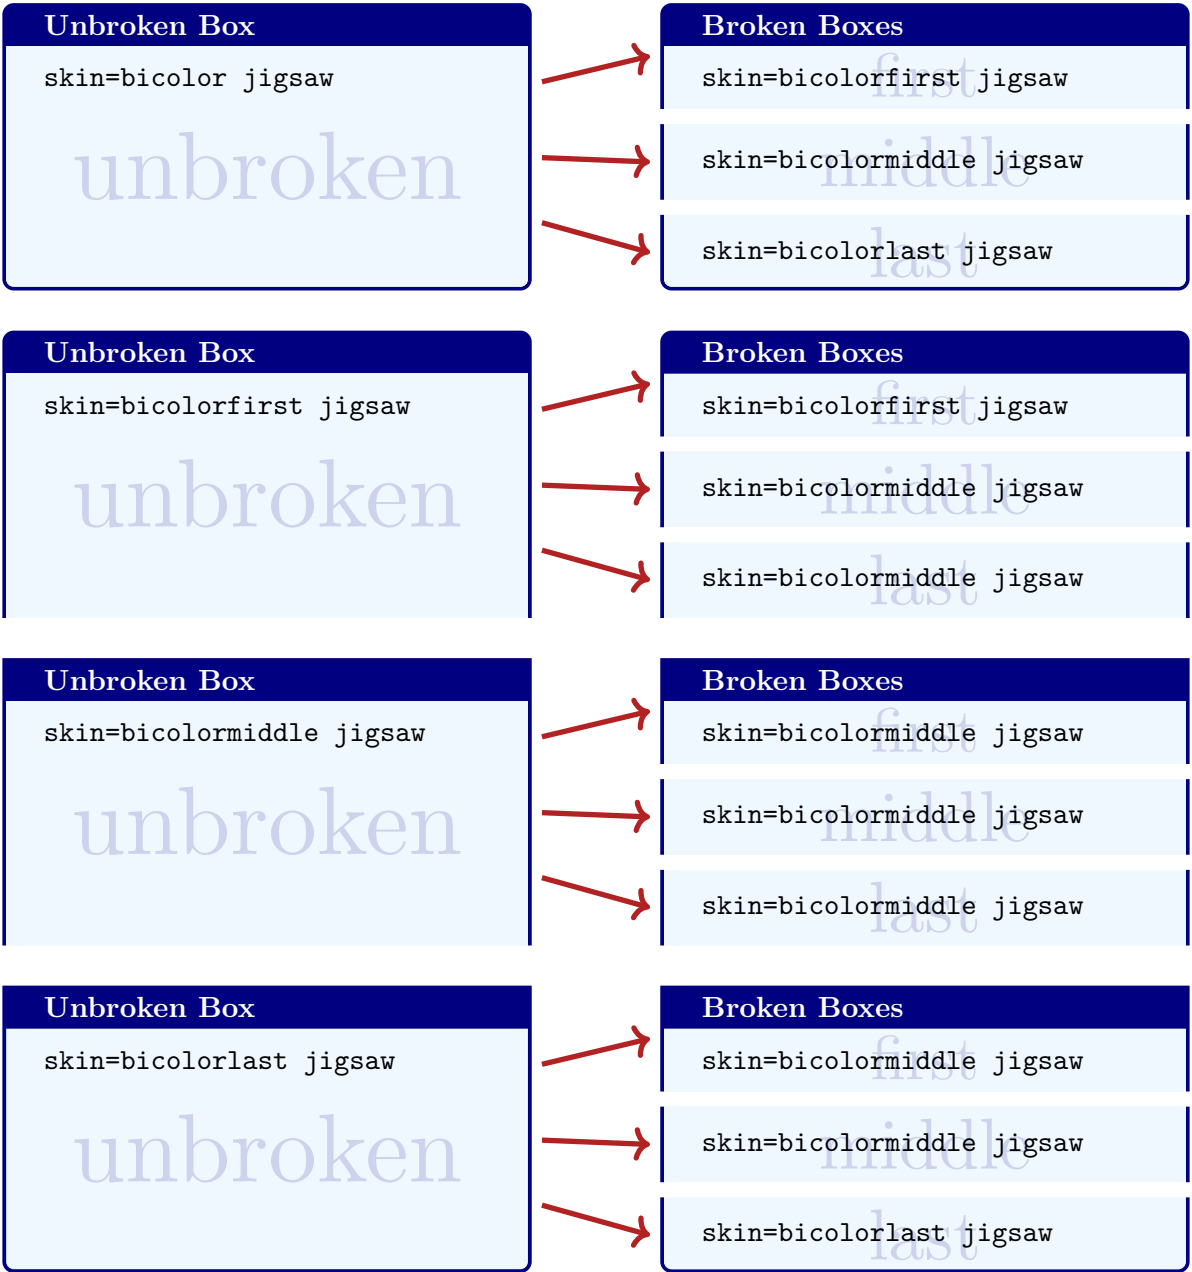 Unbroken Box
skin=bicolor jigsaw
unbroken
Broken Boxes
first
skin=bicolorfirst jigsaw
middle
skin=bicolormiddle jigsaw
last
skin=bicolorlast jigsaw
Unbroken Box
skin=bicolorfirst jigsaw
unbroken
Broken Boxes
first
skin=bicolorfirst jigsaw
middle
skin=bicolormiddle jigsaw
last
skin=bicolormiddle jigsaw
Unbroken Box
skin=bicolormiddle jigsaw
unbroken
Broken Boxes
first
skin=bicolormiddle jigsaw
middle
skin=bicolormiddle jigsaw
last
skin=bicolormiddle jigsaw
Unbroken Box
skin=bicolorlast jigsaw
unbroken
Broken Boxes
first
skin=bicolormiddle jigsaw
middle
skin=bicolormiddle jigsaw
last
skin=bicolorlast jigsaw